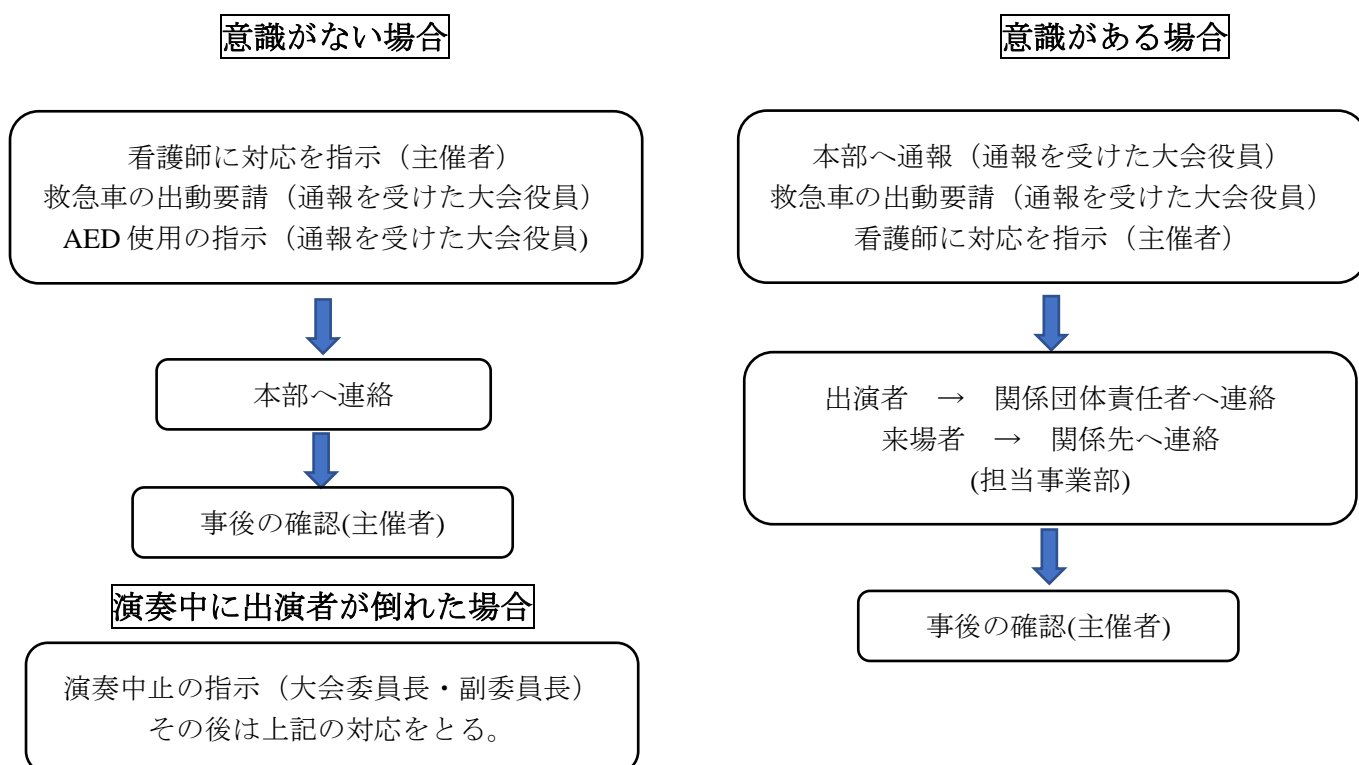 意識がない場合
看護師に対応を指示（主催者）
救急車の出動要請（通報を受けた大会役員）
AED 使用の指示（通報を受けた大会役員)
本部へ連絡
事後の確認(主催者)
演奏中に出演者が倒れた場合
演奏中止の指示（大会委員長・副委員長）
その後は上記の対応をとる。
意識がある場合
本部へ通報（通報を受けた大会役員）
救急車の出動要請（通報を受けた大会役員）
看護師に対応を指示（主催者）
出演者　→　関係団体責任者へ連絡
来場者　→　関係先へ連絡
(担当事業部)
事後の確認(主催者)